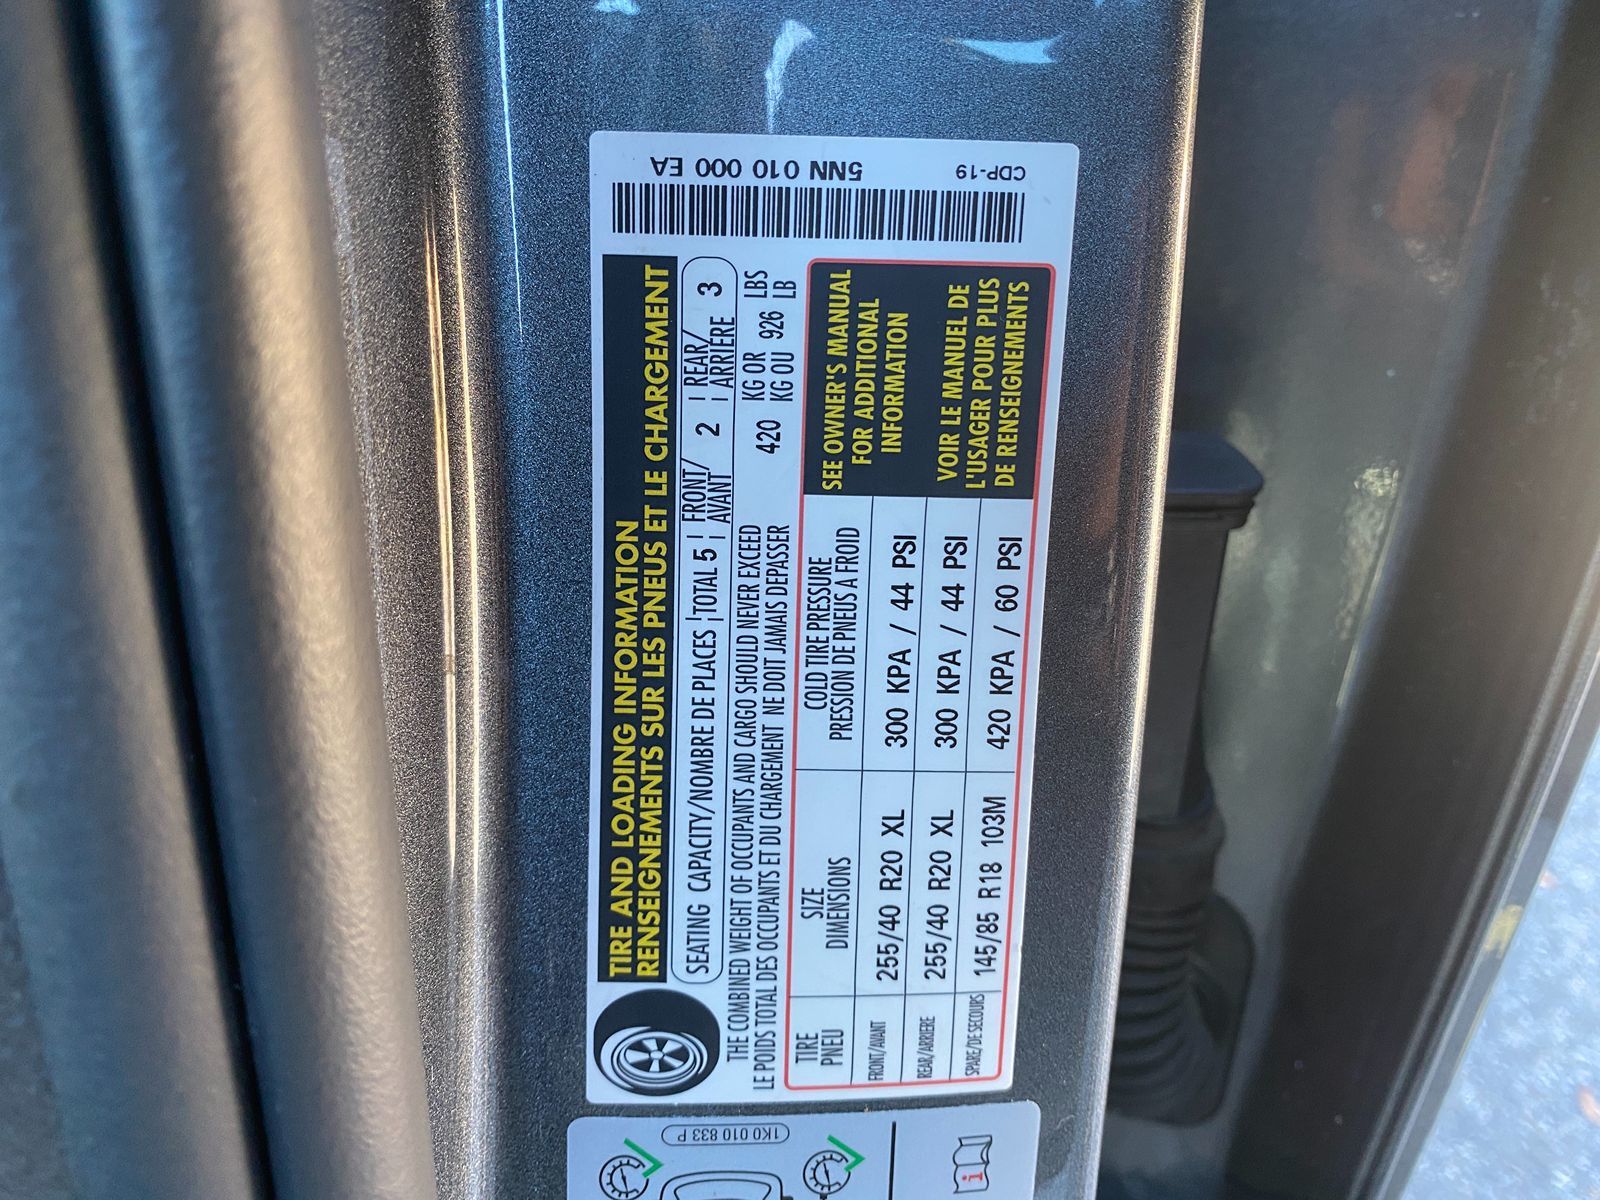 TIRE AND LOADING INFORMATION
RENSEIGNEMENTS SUR LES PNEUS ET LE CHARGEMENT
SEATING CAPACITY/NOMBRE DE PLACES | TOTAL 5 | FRONT/ AVANT 2 | REAR/ ARRIÈRE 3
THE COMBINED WEIGHT OF OCCUPANTS AND CARGO SHOULD NEVER EXCEED 420 KG OR 926 LBS
LE POIDS TOTAL DES OCCUPANTS ET DU CHARGEMENT NE DOIT JAMAIS DEPASSER KG OU LB
TIRE
PNEU
SIZE
DIMENSIONS
COLD TIRE PRESSURE
PRESSION DE PNEUS A FROID
FRONT/AVANT 255/40 R20 XL 300 KPA / 44 PSI
REAR/ARRIERE 255/40 R20 XL 300 KPA / 44 PSI
SPARE/DE SECOURS 145/85 R18 103M 420 KPA / 60 PSI
SEE OWNER'S MANUAL
FOR ADDITIONAL
INFORMATION
VOIR LE MANUEL DE
L'USAGER POUR PLUS
DE RENSEIGNEMENTS
5NN 010 000 EA
CDP-19
1K0 010 833 P
i